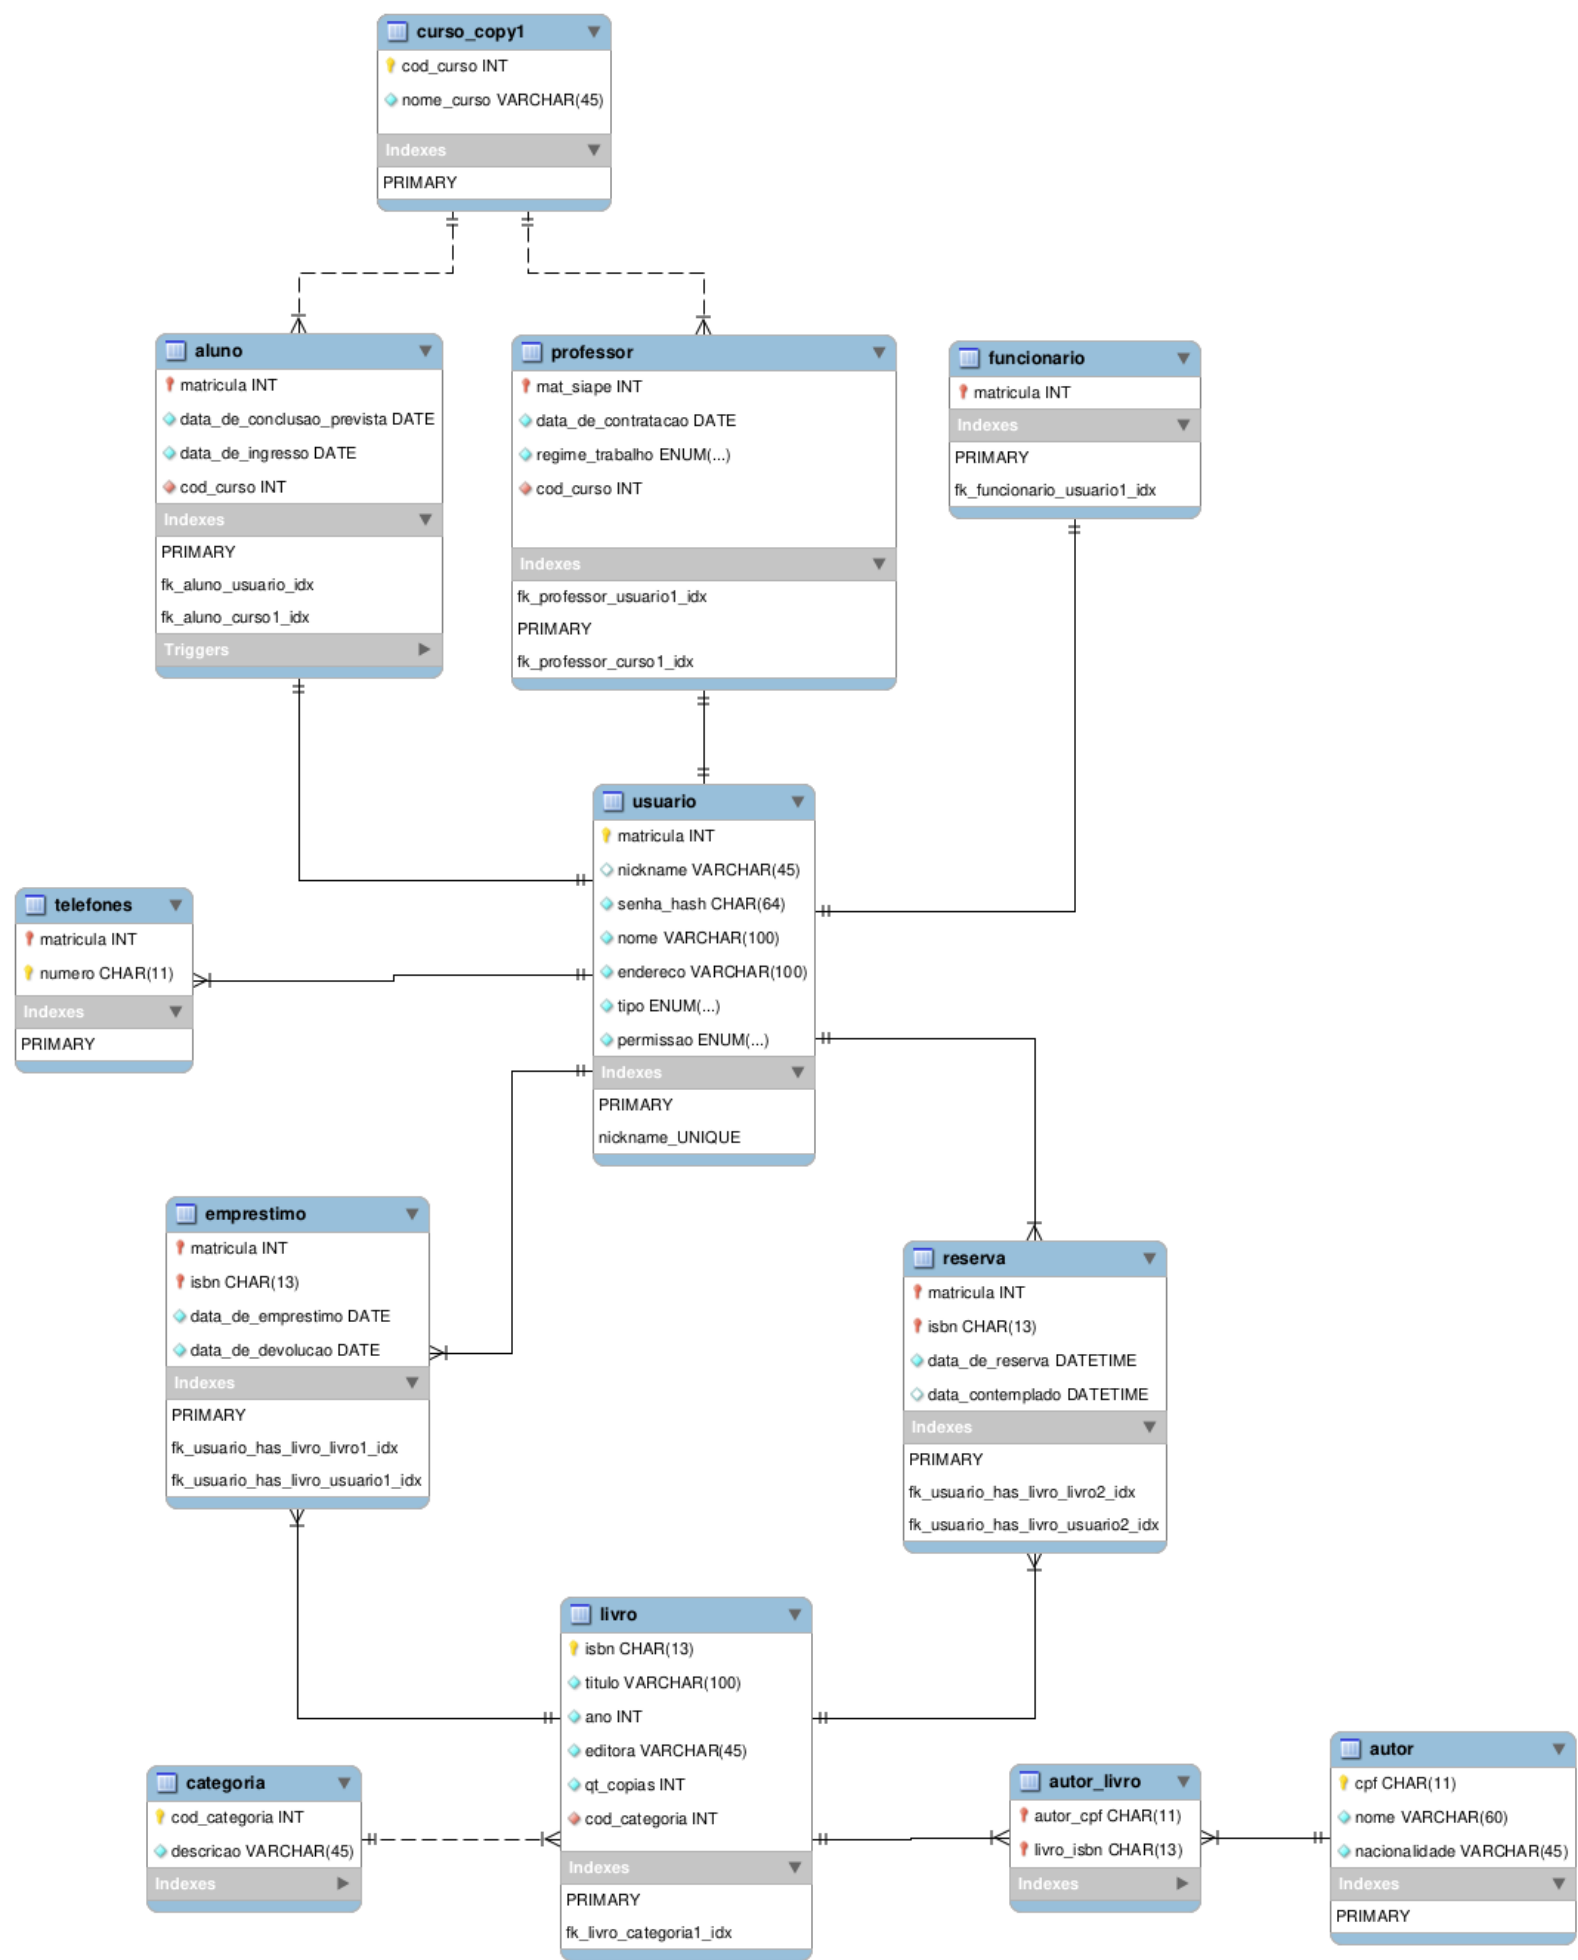 curso_copy1
cod_curso INT
nome_curso VARCHAR(45)
Indexes
PRIMARY
aluno
matricula INT
data_de_conclusao_prevista DATE
data_de_ingresso DATE
cod_curso INT
Indexes
PRIMARY
fk_aluno_usuario_idx
fk_aluno_curso1_idx
Triggers
professor
mat_siape INT
data_de_contratacao DATE
regime_trabalho ENUM(...)
cod_curso INT
Indexes
fk_professor_usuario1_idx
PRIMARY
fk_professor_curso1_idx
funcionario
matricula INT
Indexes
PRIMARY
fk_funcionario_usuario1_idx
usuario
matricula INT
nickname VARCHAR(45)
senha_hash CHAR(64)
nome VARCHAR(100)
endereco VARCHAR(100)
tipo ENUM(...)
permissao ENUM(...)
Indexes
PRIMARY
nickname_UNIQUE
telefones
matricula INT
numero CHAR(11)
Indexes
PRIMARY
emprestimo
matricula INT
isbn CHAR(13)
data_de_emprestimo DATE
data_de_devolucao DATE
Indexes
PRIMARY
fk_usuario_has_livro_livro1_idx
fk_usuario_has_livro_usuario1_idx
reserva
matricula INT
isbn CHAR(13)
data_de_reserva DATETIME
data_contemplado DATETIME
Indexes
PRIMARY
fk_usuario_has_livro_livro2_idx
fk_usuario_has_livro_usuario2_idx
livro
isbn CHAR(13)
titulo VARCHAR(100)
ano INT
editora VARCHAR(45)
qt_copias INT
cod_categoria INT
Indexes
PRIMARY
fk_livro_categoria1_idx
categoria
cod_categoria INT
descricao VARCHAR(45)
Indexes
autor_livro
autor_cpf CHAR(11)
livro_isbn CHAR(13)
Indexes
autor
cpf CHAR(11)
nome VARCHAR(60)
nacionalidade VARCHAR(45)
Indexes
PRIMARY